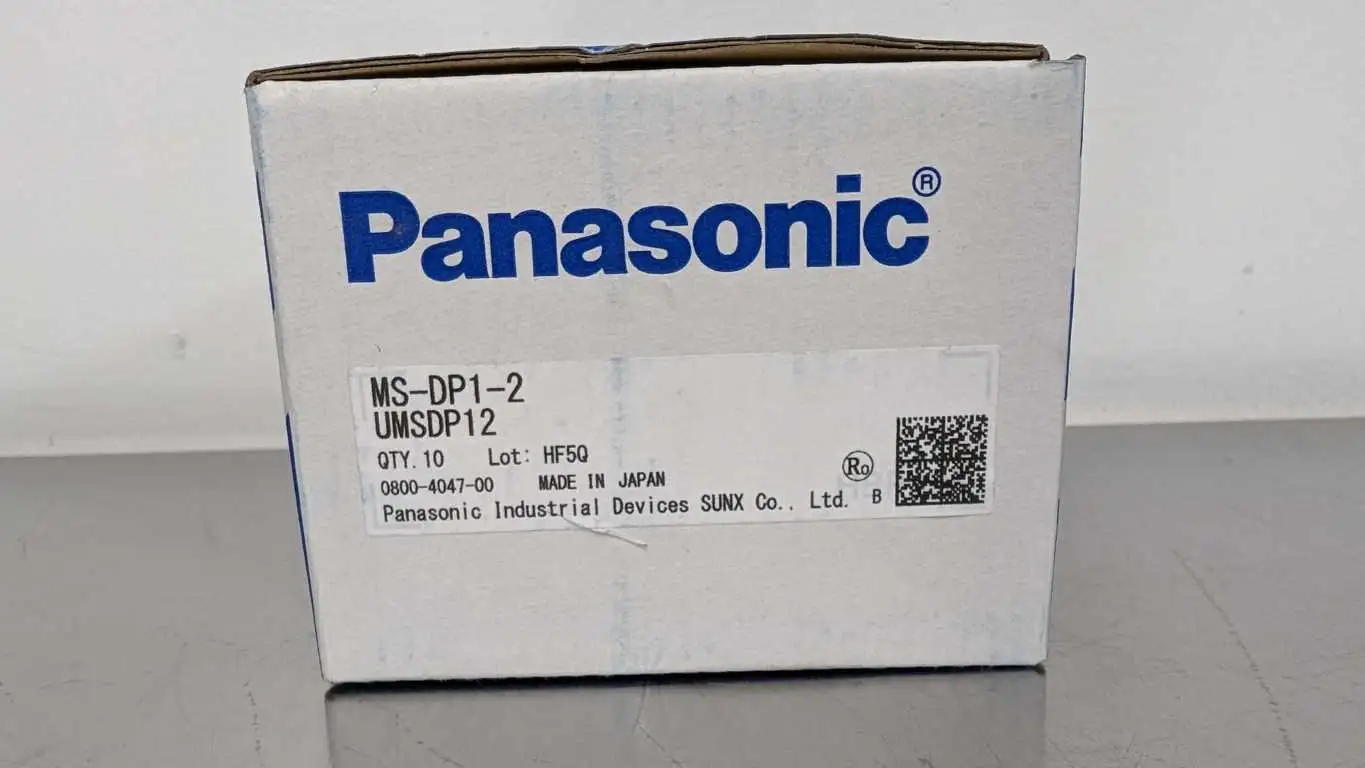 Panasonic®
MS-DP1-2
UMSDP12
QTY. 10 Lot: HF5Q
0800-4047-00 MADE IN JAPAN
Panasonic Industrial Devices SUNX Co., Ltd.
Ro
B